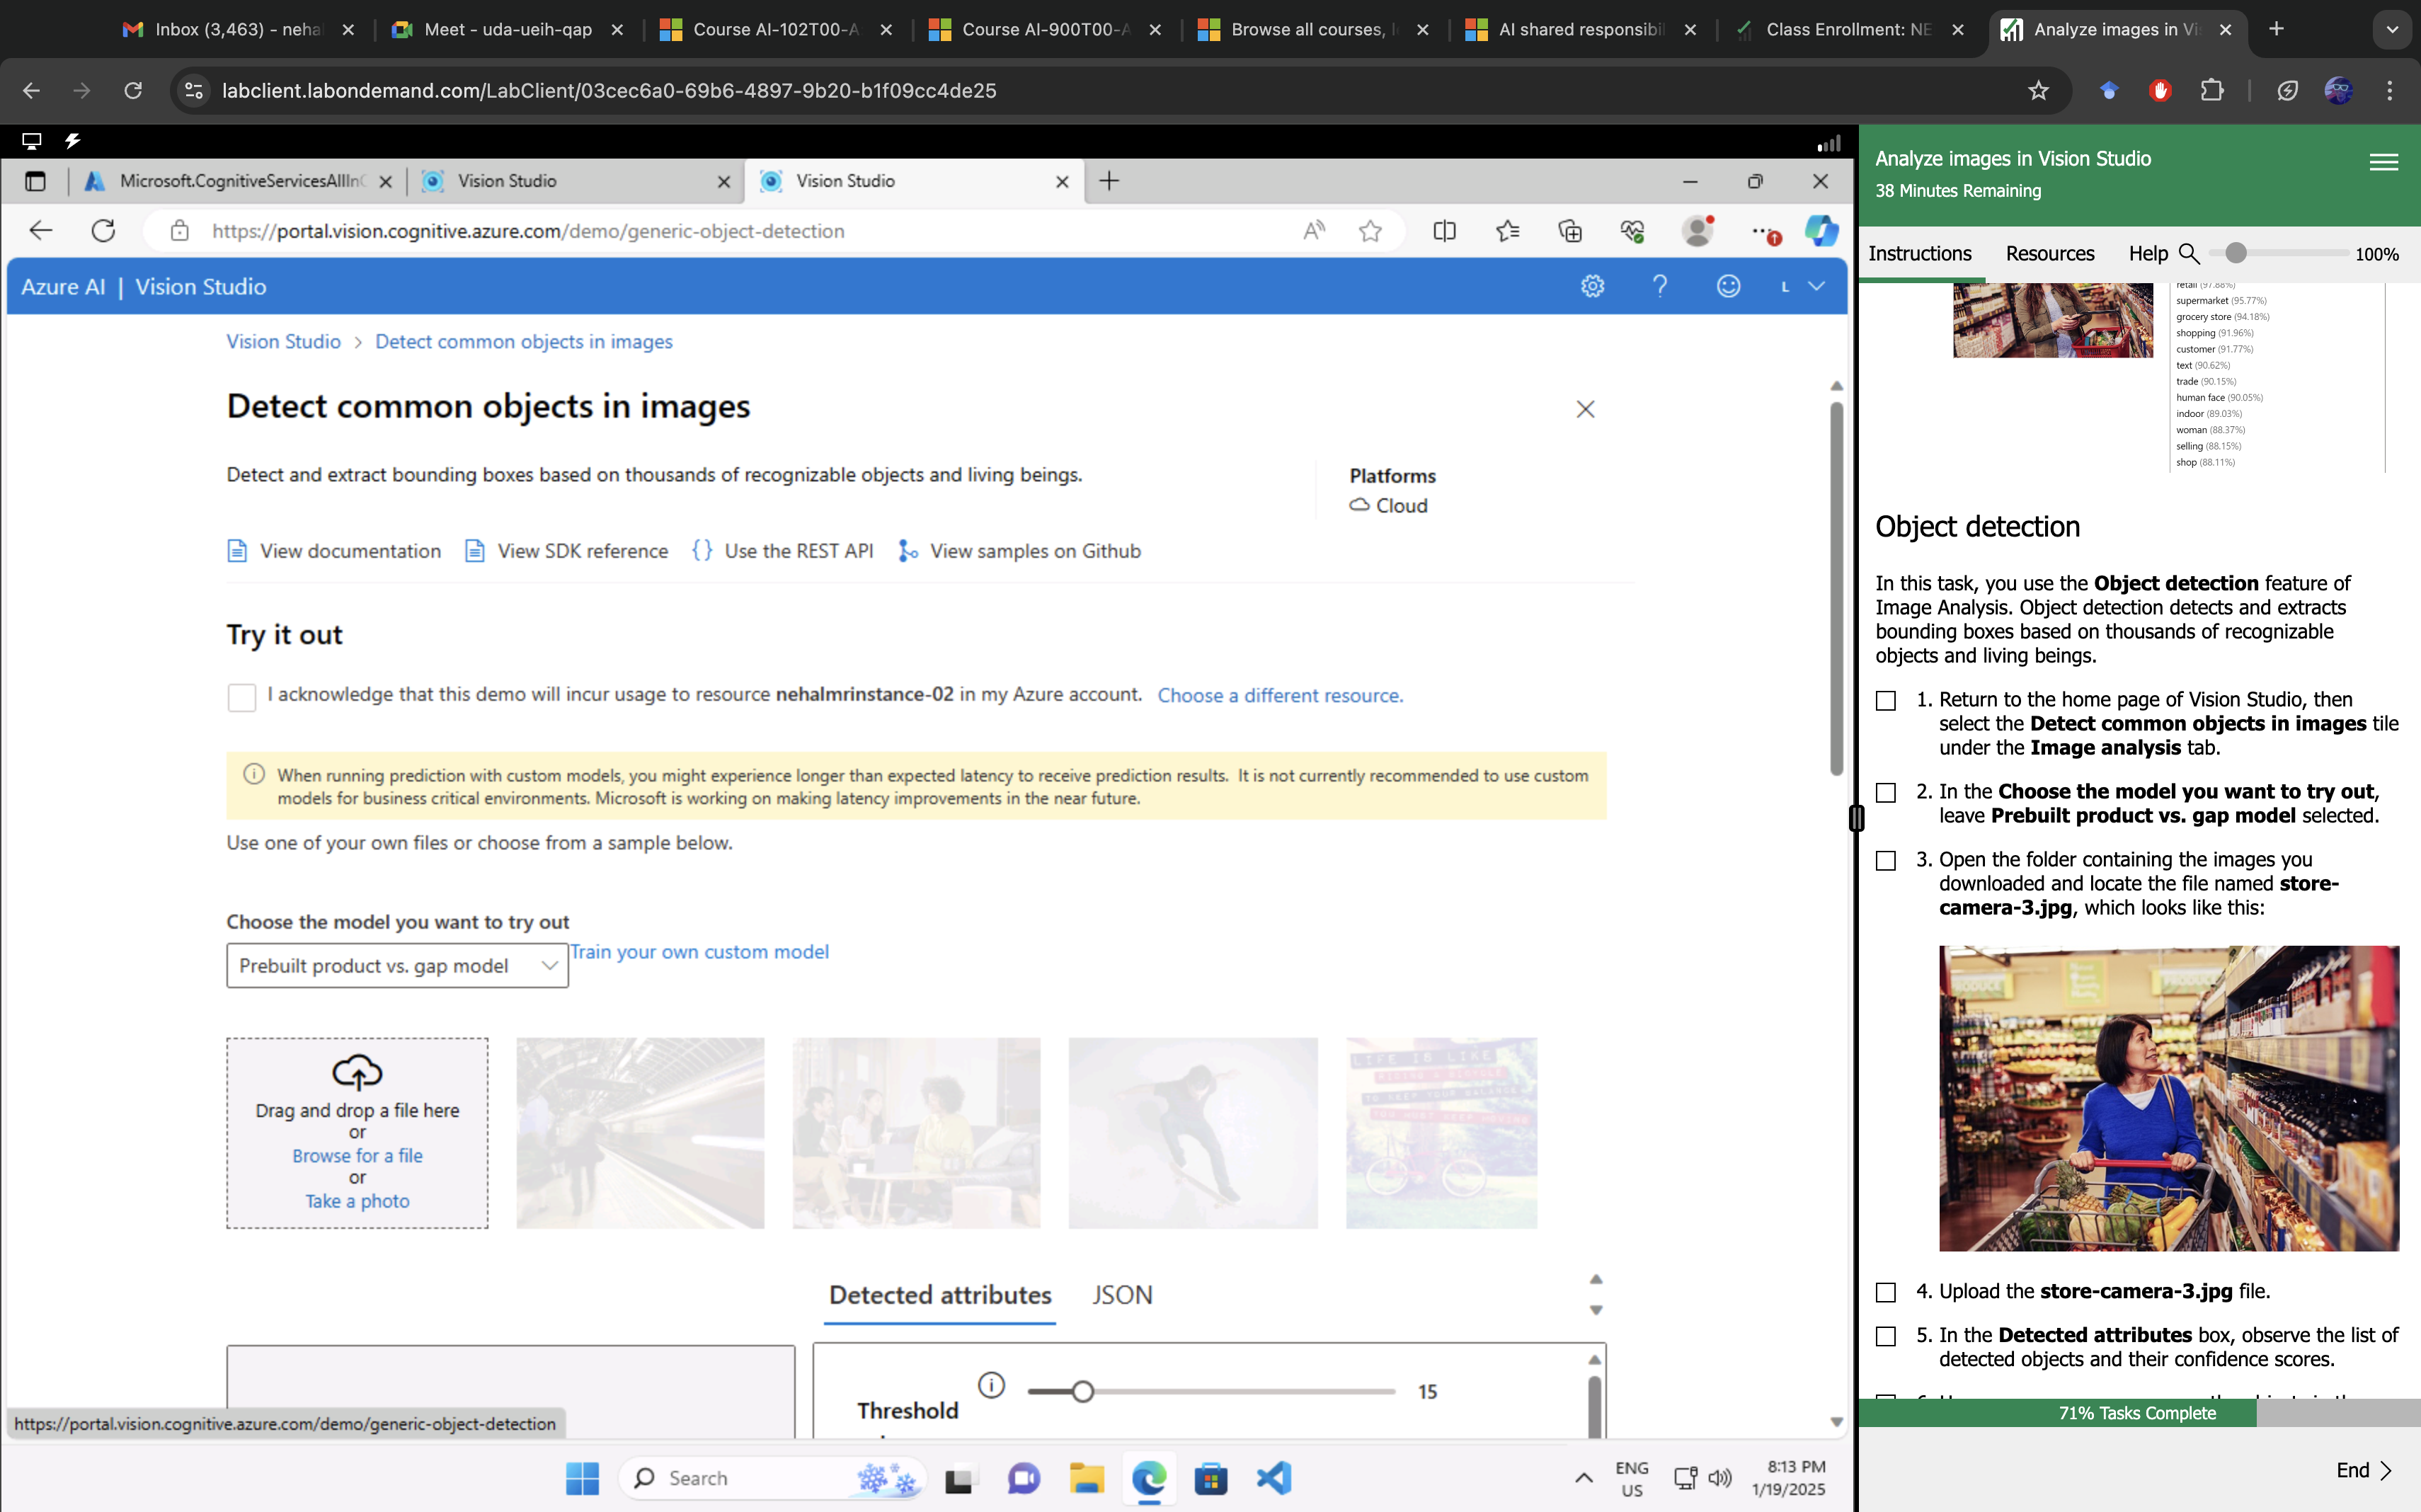 Inbox (3,463) - neha
Meet - uda-ueih-qap
Course AI-102T00-A
Course AI-900T00-A
Browse all courses, l
AI shared responsibil
Class Enrollment: NE
Analyze images in Vi
labclient.labondemand.com/LabClient/03cec6a0-69b6-4897-9b20-b1f09cc4de25
Microsoft.CognitiveServicesAllInO
Vision Studio
Vision Studio
https://portal.vision.cognitive.azure.com/demo/generic-object-detection
Azure AI | Vision Studio
L
Vision Studio > Detect common objects in images
Detect common objects in images
Detect and extract bounding boxes based on thousands of recognizable objects and living beings.
Platforms
Cloud
View documentation
View SDK reference
Use the REST API
View samples on Github
Try it out
I acknowledge that this demo will incur usage to resource nehalmrinstance-02 in my Azure account. Choose a different resource.
When running prediction with custom models, you might experience longer than expected latency to receive prediction results. It is not currently recommended to use custom
models for business critical environments. Microsoft is working on making latency improvements in the near future.
Use one of your own files or choose from a sample below.
Choose the model you want to try out
Prebuilt product vs. gap model
Train your own custom model
Drag and drop a file here
or
Browse for a file
or
Take a photo
LIFE IS LIKE
RIDING A BICYCLE
TO KEEP YOUR BALANCE
YOU MUST KEEP MOVING
Detected attributes
JSON
Threshold
15
https://portal.vision.cognitive.azure.com/demo/generic-object-detection
Search
ENG
US
8:13 PM
1/19/2025
Analyze images in Vision Studio
38 Minutes Remaining
Instructions
Resources
Help
100%
retail (97.88%)
supermarket (95.77%)
grocery store (94.18%)
shopping (91.96%)
customer (91.77%)
text (90.62%)
trade (90.15%)
human face (90.05%)
indoor (89.03%)
woman (88.37%)
selling (88.15%)
shop (88.11%)
Object detection
In this task, you use the Object detection feature of
Image Analysis. Object detection detects and extracts
bounding boxes based on thousands of recognizable
objects and living beings.
1. Return to the home page of Vision Studio, then
select the Detect common objects in images tile
under the Image analysis tab.
2. In the Choose the model you want to try out,
leave Prebuilt product vs. gap model selected.
3. Open the folder containing the images you
downloaded and locate the file named store-
camera-3.jpg, which looks like this:
PRODUCE
4. Upload the store-camera-3.jpg file.
5. In the Detected attributes box, observe the list of
detected objects and their confidence scores.
71% Tasks Complete
End